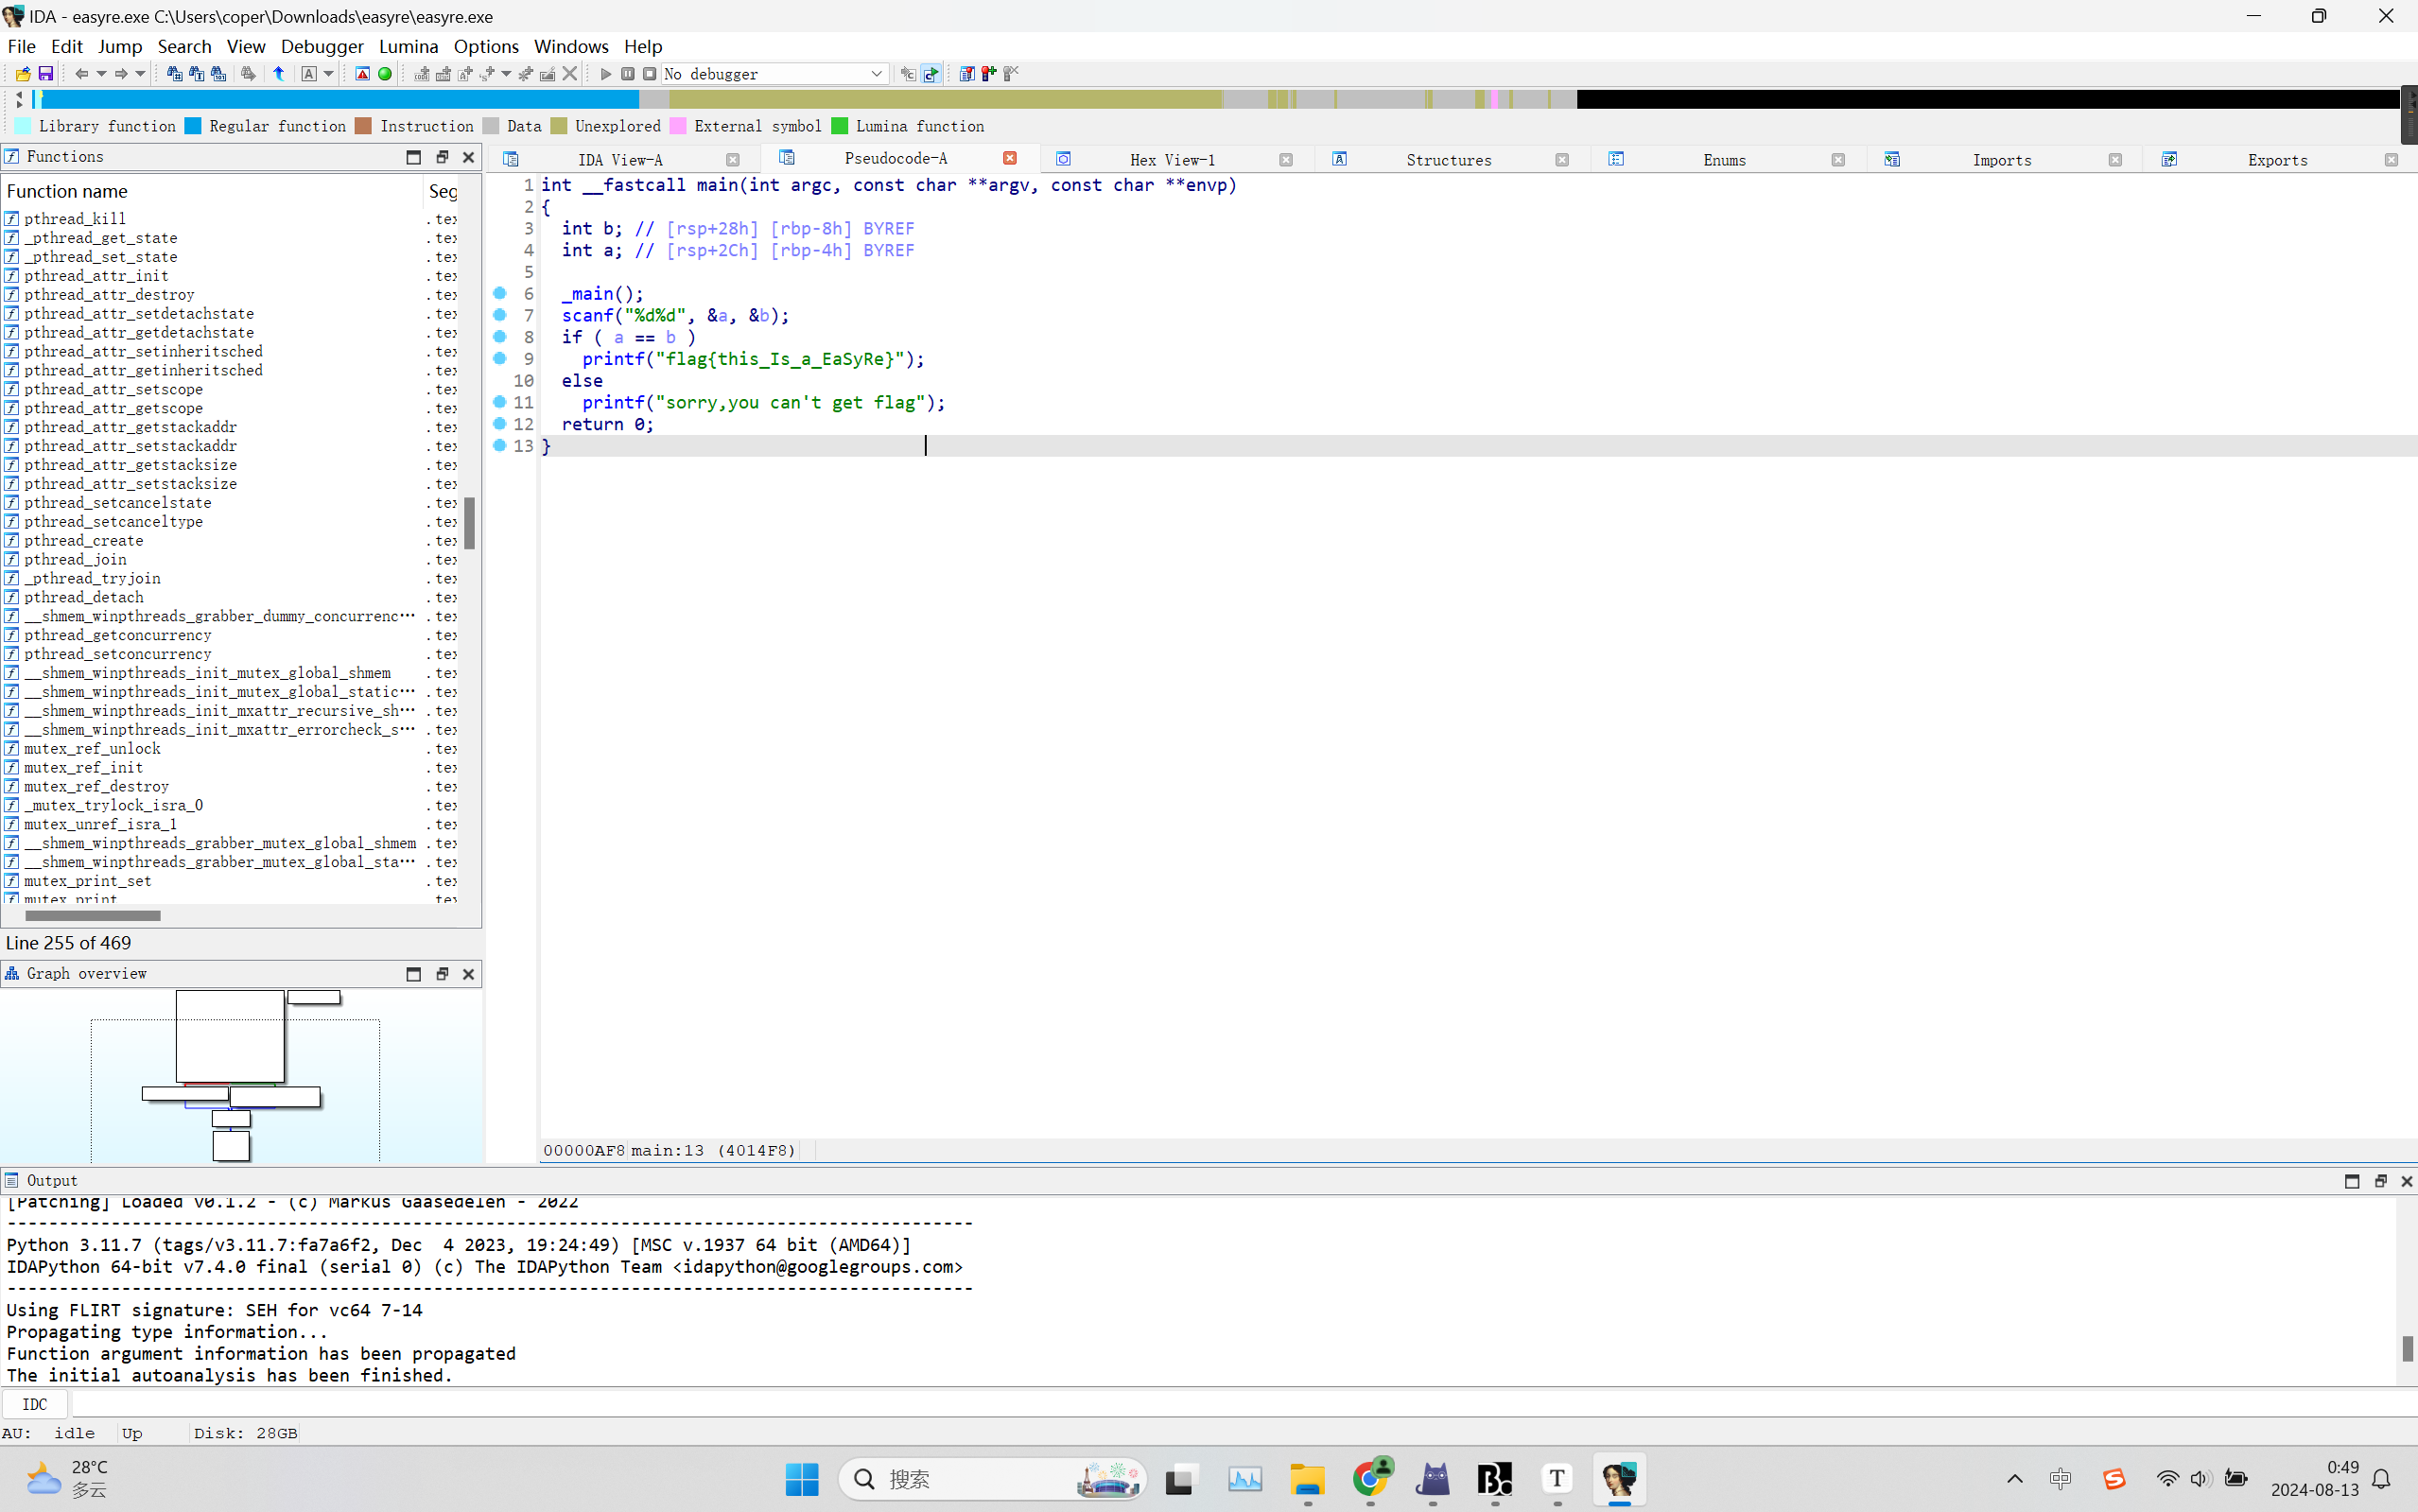 IDA - easyre.exe C:\Users\coper\Downloads\easyre\easyre.exe
File Edit Jump Search View Debugger Lumina Options Windows Help
No debugger
Library function Regular function Instruction Data Unexplored External symbol Lumina function
Functions
IDA View-A Pseudocode-A Hex View-1 Structures Enums Imports Exports
Function name Seg
pthread_kill .tex
_pthread_get_state .tex
_pthread_set_state .tex
pthread_attr_init .tex
pthread_attr_destroy .tex
pthread_attr_setdetachstate .tex
pthread_attr_getdetachstate .tex
pthread_attr_setinheritsched .tex
pthread_attr_getinheritsched .tex
pthread_attr_setscope .tex
pthread_attr_getscope .tex
pthread_attr_getstackaddr .tex
pthread_attr_setstackaddr .tex
pthread_attr_getstacksize .tex
pthread_attr_setstacksize .tex
pthread_setcancelstate .tex
pthread_setcanceltype .tex
pthread_create .tex
pthread_join .tex
_pthread_tryjoin .tex
pthread_detach .tex
__shmem_winpthreads_grabber_dummy_concurrenc… .tex
pthread_getconcurrency .tex
pthread_setconcurrency .tex
__shmem_winpthreads_init_mutex_global_shmem .tex
__shmem_winpthreads_init_mutex_global_static… .tex
__shmem_winpthreads_init_mxattr_recursive_sh… .tex
__shmem_winpthreads_init_mxattr_errorcheck_s… .tex
mutex_ref_unlock .tex
mutex_ref_init .tex
mutex_ref_destroy .tex
_mutex_trylock_isra_0 .tex
mutex_unref_isra_1 .tex
__shmem_winpthreads_grabber_mutex_global_shmem .tex
__shmem_winpthreads_grabber_mutex_global_sta… .tex
mutex_print_set .tex
mutex_print .tex
Line 255 of 469
Graph overview
1 int __fastcall main(int argc, const char **argv, const char **envp)
2 {
3 int b; // [rsp+28h] [rbp-8h] BYREF
4 int a; // [rsp+2Ch] [rbp-4h] BYREF
5
6 _main();
7 scanf("%d%d", &a, &b);
8 if ( a == b )
9 printf("flag{this_Is_a_EaSyRe}");
10 else
11 printf("sorry,you can't get flag");
12 return 0;
13 }
00000AF8 main:13 (4014F8)
Output
[Patching] Loaded v0.1.2 - (c) Markus Gaasedelen - 2022
---------------------------------------------------------------------------------------------
Python 3.11.7 (tags/v3.11.7:fa7a6f2, Dec  4 2023, 19:24:49) [MSC v.1937 64 bit (AMD64)]
IDAPython 64-bit v7.4.0 final (serial 0) (c) The IDAPython Team <idapython@googlegroups.com>
---------------------------------------------------------------------------------------------
Using FLIRT signature: SEH for vc64 7-14
Propagating type information...
Function argument information has been propagated
The initial autoanalysis has been finished.
IDC
AU: idle Up Disk: 28GB
28°C
多云
搜索
中
0:49
2024-08-13